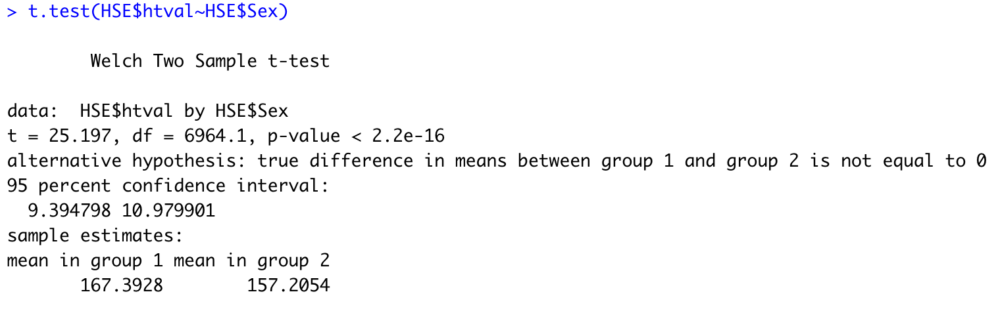 > t.test(HSE$htval~HSE$Sex)
Welch Two Sample t-test
data:  HSE$htval by HSE$Sex
t = 25.197, df = 6964.1, p-value < 2.2e-16
alternative hypothesis: true difference in means between group 1 and group 2 is not equal to 0
95 percent confidence interval:
9.394798 10.979901
sample estimates:
mean in group 1 mean in group 2
167.3928        157.2054